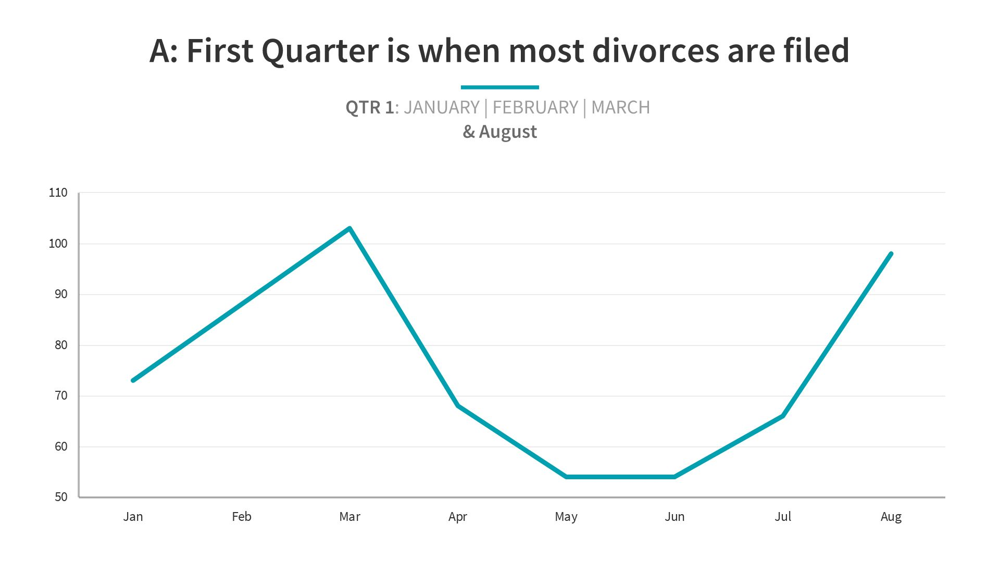 A: First Quarter is when most divorces are filed
QTR 1: JANUARY | FEBRUARY | MARCH
& August
110
100
90
80
70
60
50
Jan Feb Mar Apr May Jun Jul Aug